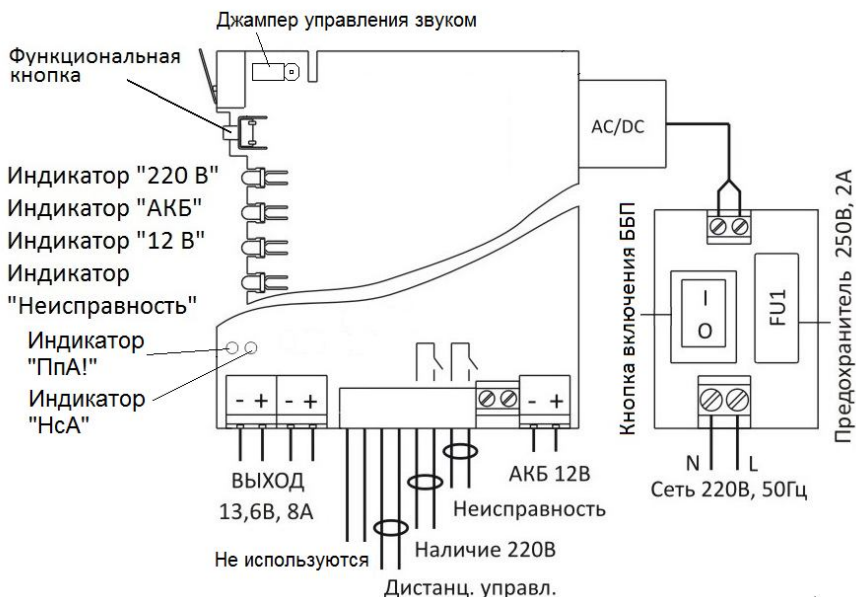 Джампер управления звуком
Функциональная
кнопка
Индикатор "220 В"
Индикатор "АКБ"
Индикатор "12 В"
Индикатор
"Неисправность"
Индикатор
"ПпА!"
Индикатор
"НсА"
AC/DC
Кнопка включения ББП
I
O
FU1
Предохранитель 250В, 2А
N L
Сеть 220В, 50Гц
- + - +
- +
ВЫХОД
13,6В, 8А
АКБ 12В
Неисправность
Наличие 220В
Не используются
Дистанц. управл.